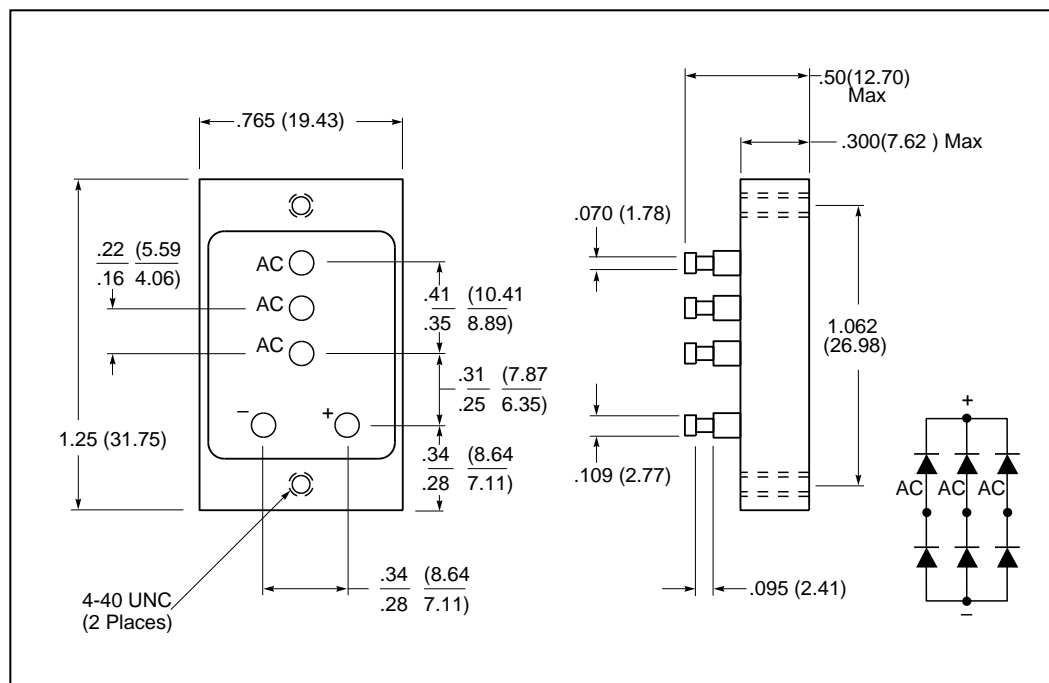 .765 (19.43)
.50(12.70)
Max
.300(7.62 ) Max
.070 (1.78)
.22 (5.59
.16 4.06)
AC
AC
AC
.41 (10.41
.35 8.89)
1.062
(26.98)
.31 (7.87
.25 6.35)
– +
1.25 (31.75)
.34 (8.64
.28 7.11)
.109 (2.77)
+
AC AC AC
–
4-40 UNC
(2 Places)
.34 (8.64
.28 7.11)
.095 (2.41)